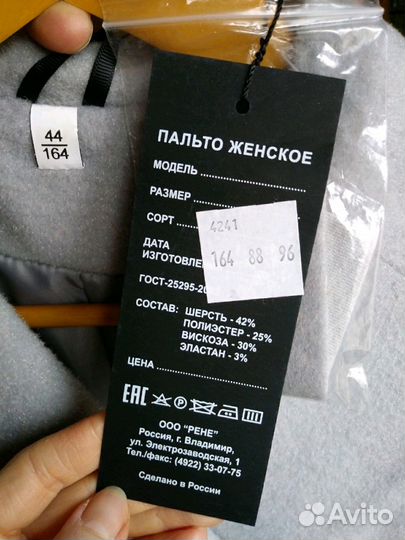 44
164
ПАЛЬТО ЖЕНСКОЕ
МОДЕЛЬ
РАЗМЕР
СОРТ
4241
ДАТА
ИЗГОТОВЛЕ
164 88 96
ГОСТ-25295-20
СОСТАВ: ШЕРСТЬ - 42%
ПОЛИЭСТЕР - 25%
ВИСКОЗА - 30%
ЭЛАСТАН - 3%
ЦЕНА
ЕАС
ООО "РЕНЕ"
Россия, г. Владимир,
ул. Электрозаводская, 1
Тел./факс: (4922) 33-07-75
Сделано в России
Avito